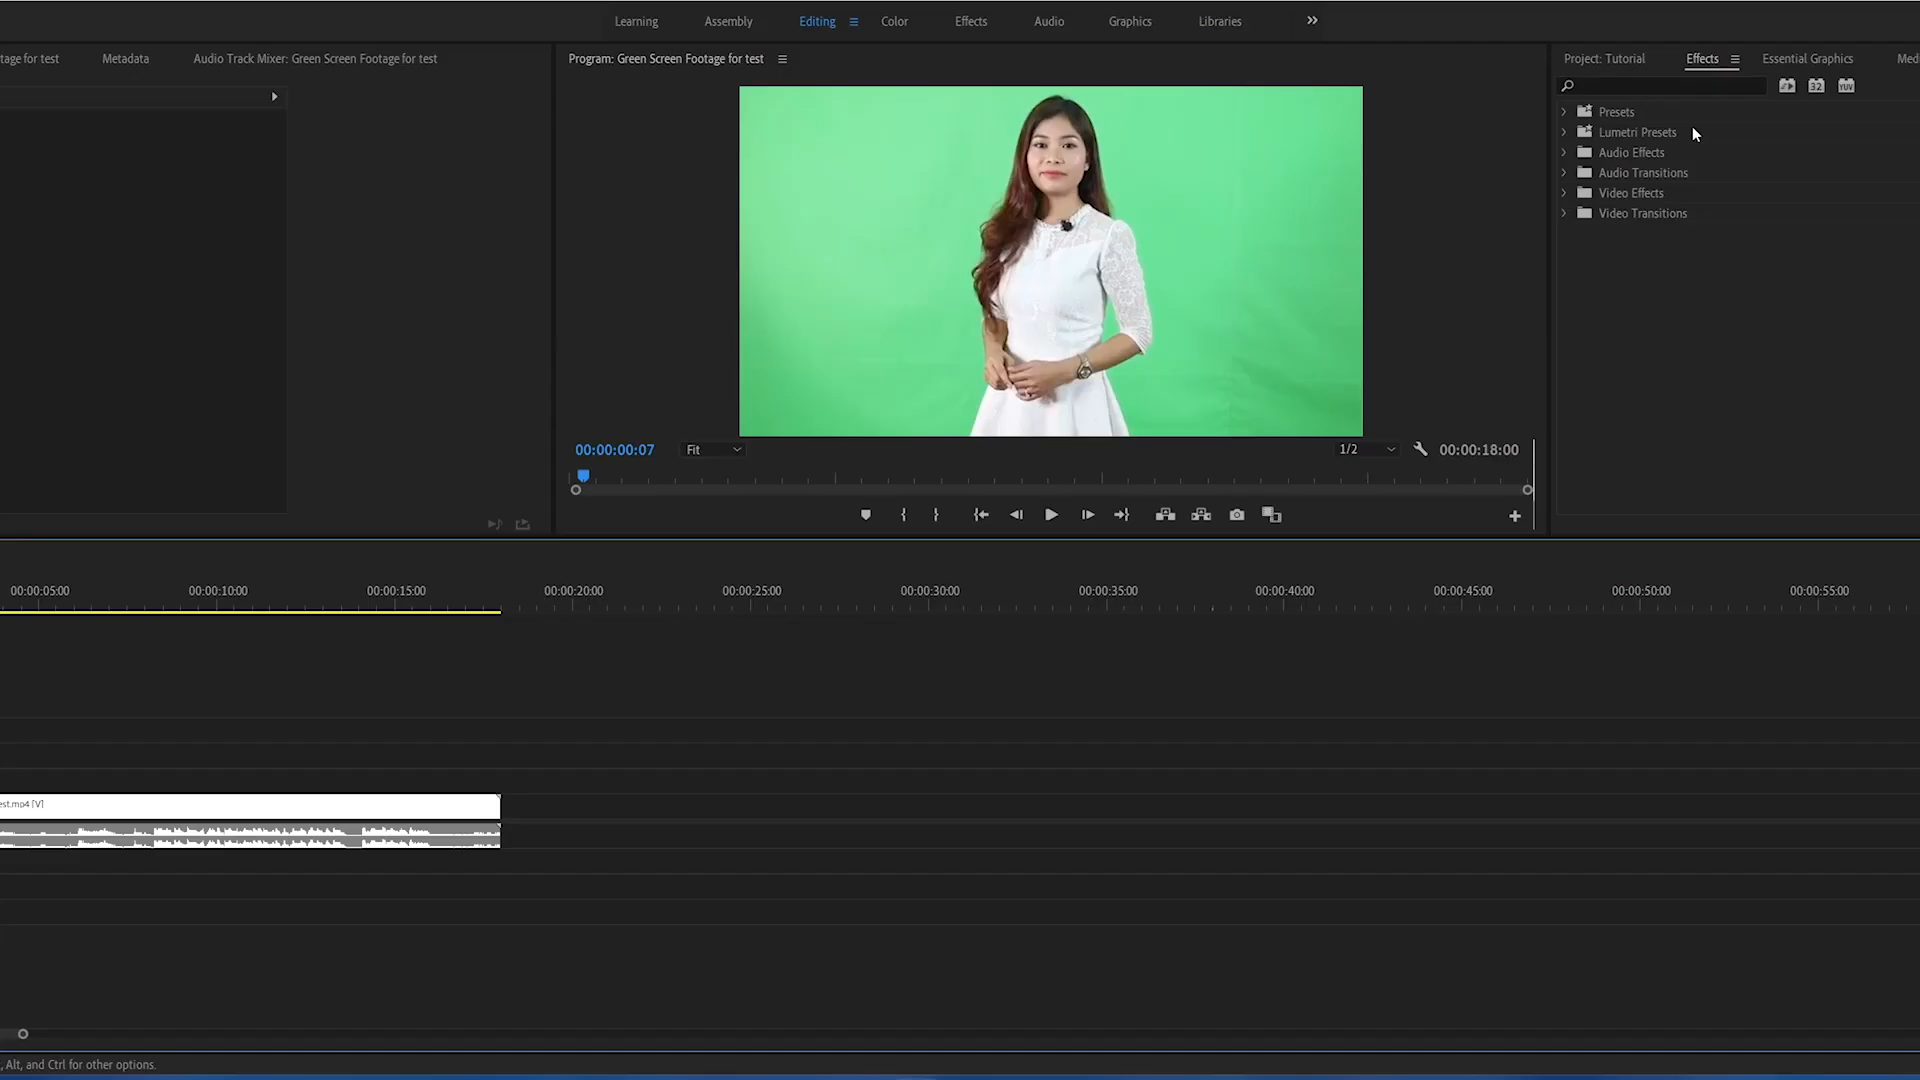 Learning Assembly Editing Color Effects Audio Graphics Libraries
tage for test Metadata Audio Track Mixer: Green Screen Footage for test
Program: Green Screen Footage for test
Project: Tutorial Effects Essential Graphics Medi
32 YUV
Presets
Lumetri Presets
Audio Effects
Audio Transitions
Video Effects
Video Transitions
00:00:00:07 Fit 1/2 00:00:18:00
00:00:05:00 00:00:10:00 00:00:15:00 00:00:20:00 00:00:25:00 00:00:30:00 00:00:35:00 00:00:40:00 00:00:45:00 00:00:50:00 00:00:55:00
est.mp4 [V]
, Alt, and Ctrl for other options.